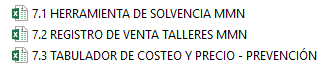 7.1 HERRAMIENTA DE SOLVENCIA MMN
7.2 REGISTRO DE VENTA TALLERES MMN
7.3 TABULADOR DE COSTEO Y PRECIO - PREVENCIÓN